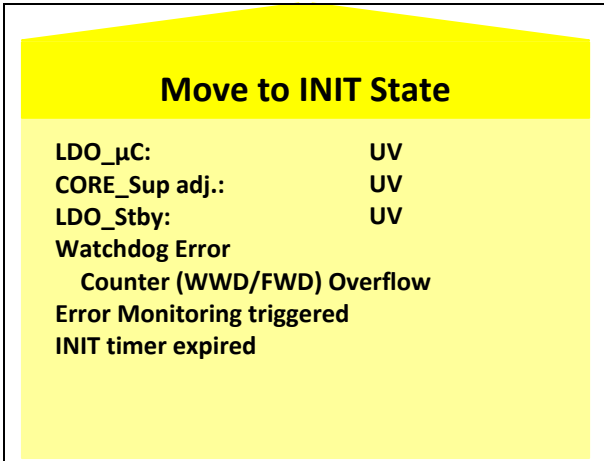 Move to INIT State
LDO_µC: UV
CORE_Sup adj.: UV
LDO_Stby: UV
Watchdog Error
Counter (WWD/FWD) Overflow
Error Monitoring triggered
INIT timer expired